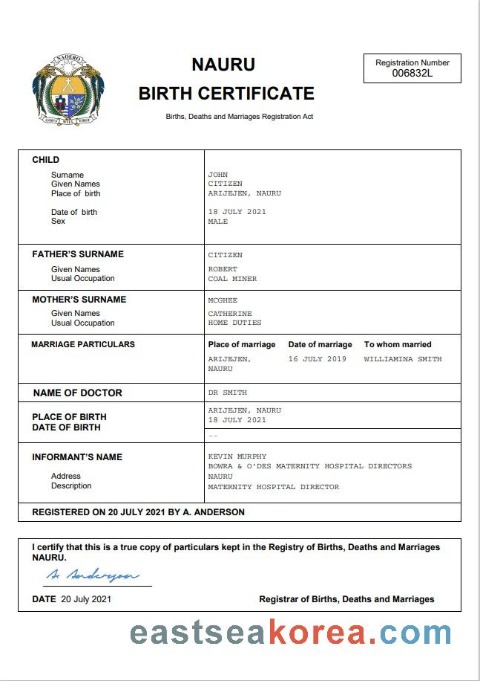 NAURU
BIRTH CERTIFICATE
Births, Deaths and Marriages Registration Act
Registration Number
006832L
CHILD
Surname JOHN
Given Names CITIZEN
Place of birth ARIJEJEN, NAURU
Date of birth 18 JULY 2021
Sex MALE
FATHER'S SURNAME CITIZEN
Given Names ROBERT
Usual Occupation COAL MINER
MOTHER'S SURNAME MCGHEE
Given Names CATHERINE
Usual Occupation HOME DUTIES
MARRIAGE PARTICULARS Place of marriage Date of marriage To whom married
ARIJEJEN, 16 JULY 2019 WILLIAMINA SMITH
NAURU
NAME OF DOCTOR DR SMITH
PLACE OF BIRTH ARIJEJEN, NAURU
DATE OF BIRTH 18 JULY 2021
--
INFORMANT'S NAME KEVIN MURPHY
BOWRA & O'DES MATERNITY HOSPITAL DIRECTORS
Address NAURU
Description MATERNITY HOSPITAL DIRECTOR
REGISTERED ON 20 JULY 2021 BY A. ANDERSON
I certify that this is a true copy of particulars kept in the Registry of Births, Deaths and Marriages
NAURU.
A. Anderson
DATE 20 July 2021 Registrar of Births, Deaths and Marriages
eastseakorea.com